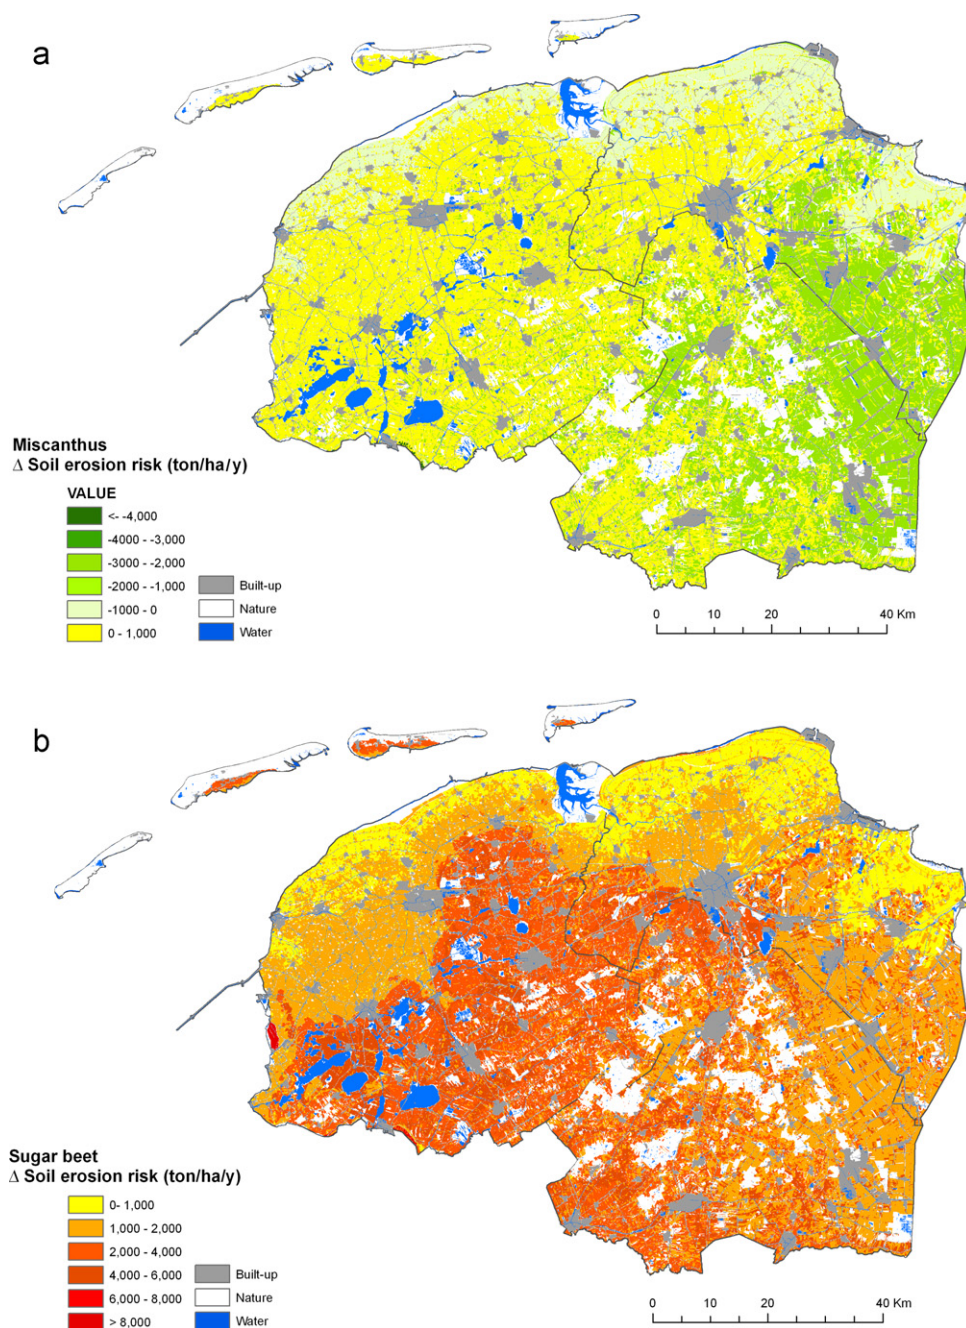 a
Miscanthus
Δ Soil erosion risk (ton/ha/y)
VALUE
<- -4,000
-4000 - -3,000
-3000 - -2,000
-2000 - -1,000
-1000 - 0
0 - 1,000
Built-up
Nature
Water
0 10 20 40 Km
b
Sugar beet
Δ Soil erosion risk (ton/ha/y)
0- 1,000
1,000 - 2,000
2,000 - 4,000
4,000 - 6,000
6,000 - 8,000
> 8,000
Built-up
Nature
Water
0 10 20 40 Km